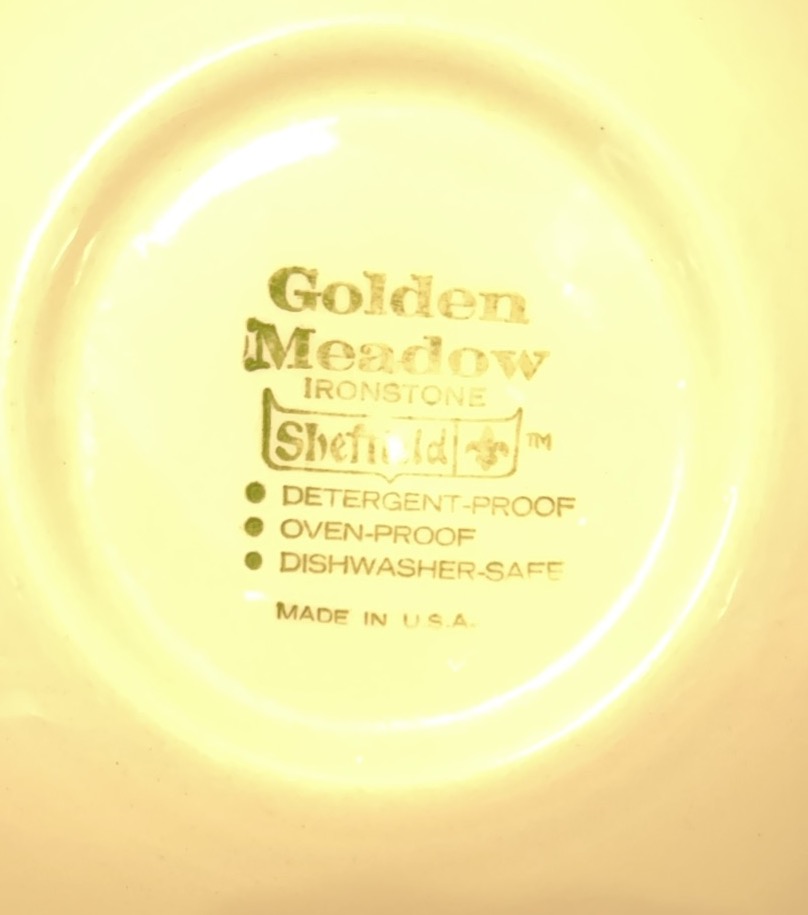 Golden
Meadow
IRONSTONE
Sheffield ™
● DETERGENT-PROOF
● OVEN-PROOF
● DISHWASHER-SAFE
MADE IN U.S.A.